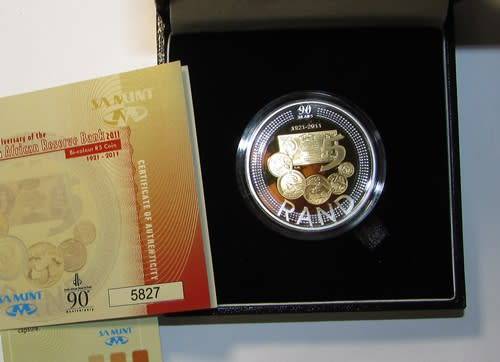 SA MINT
iversary of the
African Reserve Bank 2011
Bi-colour R5 Coin
1921 - 2011
CERTIFICATE OF AUTHENTICITY
SA MINT
90
5827
SA MINT
capsule.
90
YEARS
1921-2011
5
RAND